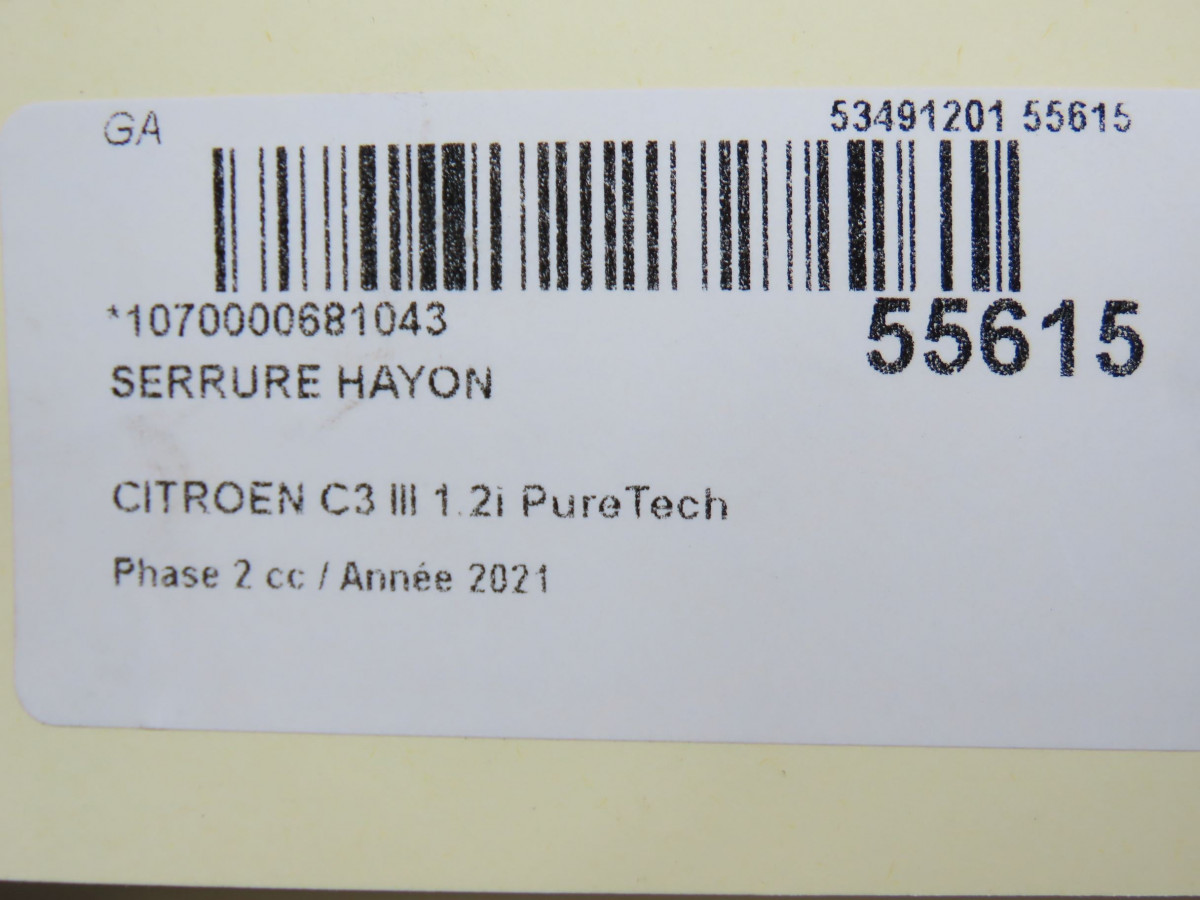 GA
53491201 55615
*1070000681043
55615
SERRURE HAYON
CITROEN C3 III 1.2i PureTech
Phase 2 cc / Année 2021